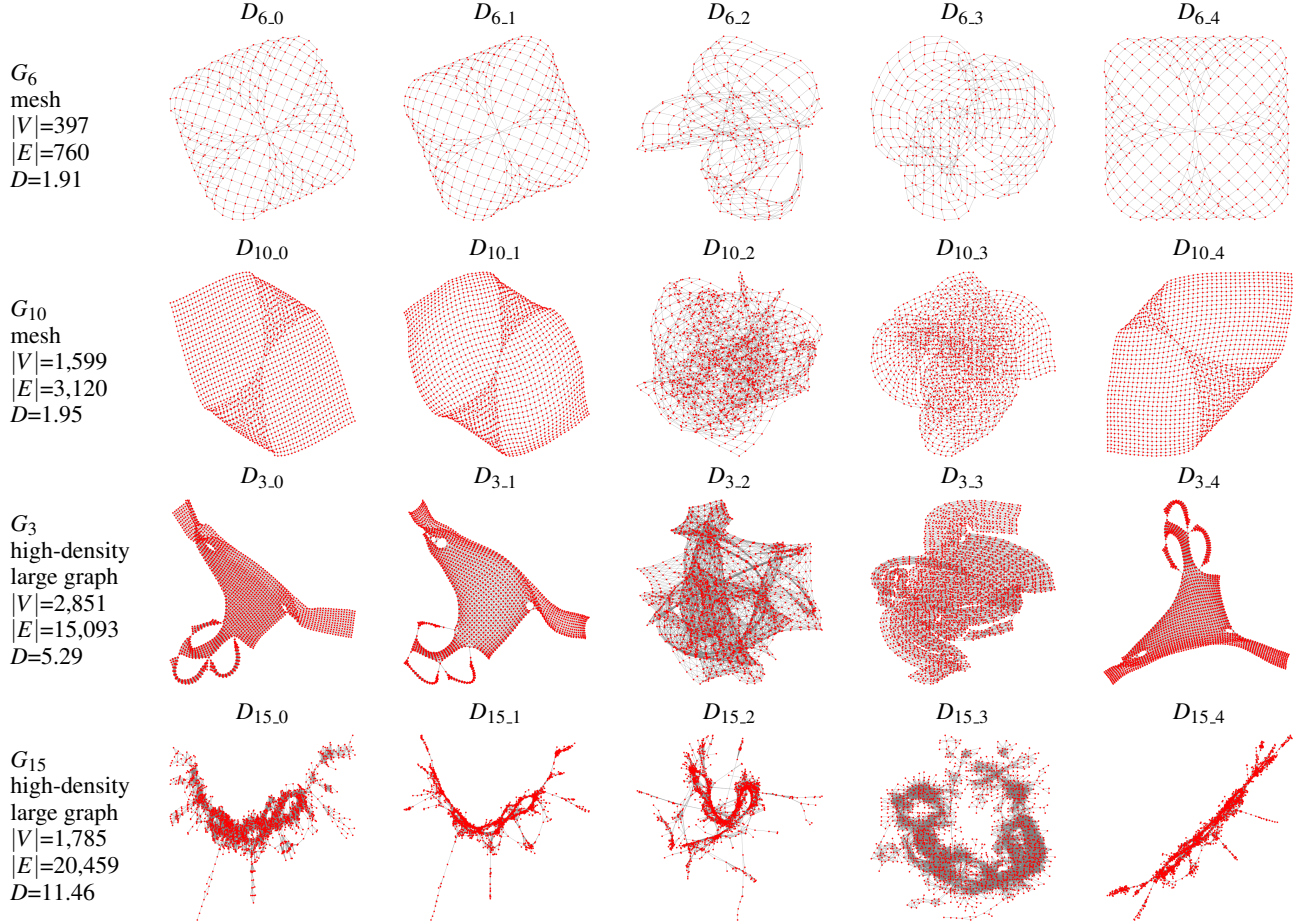 D6_0 D6_1 D6_2 D6_3 D6_4
G6
mesh
|V|=397
|E|=760
D=1.91
D10_0 D10_1 D10_2 D10_3 D10_4
G10
mesh
|V|=1,599
|E|=3,120
D=1.95
D3_0 D3_1 D3_2 D3_3 D3_4
G3
high-density
large graph
|V|=2,851
|E|=15,093
D=5.29
D15_0 D15_1 D15_2 D15_3 D15_4
G15
high-density
large graph
|V|=1,785
|E|=20,459
D=11.46